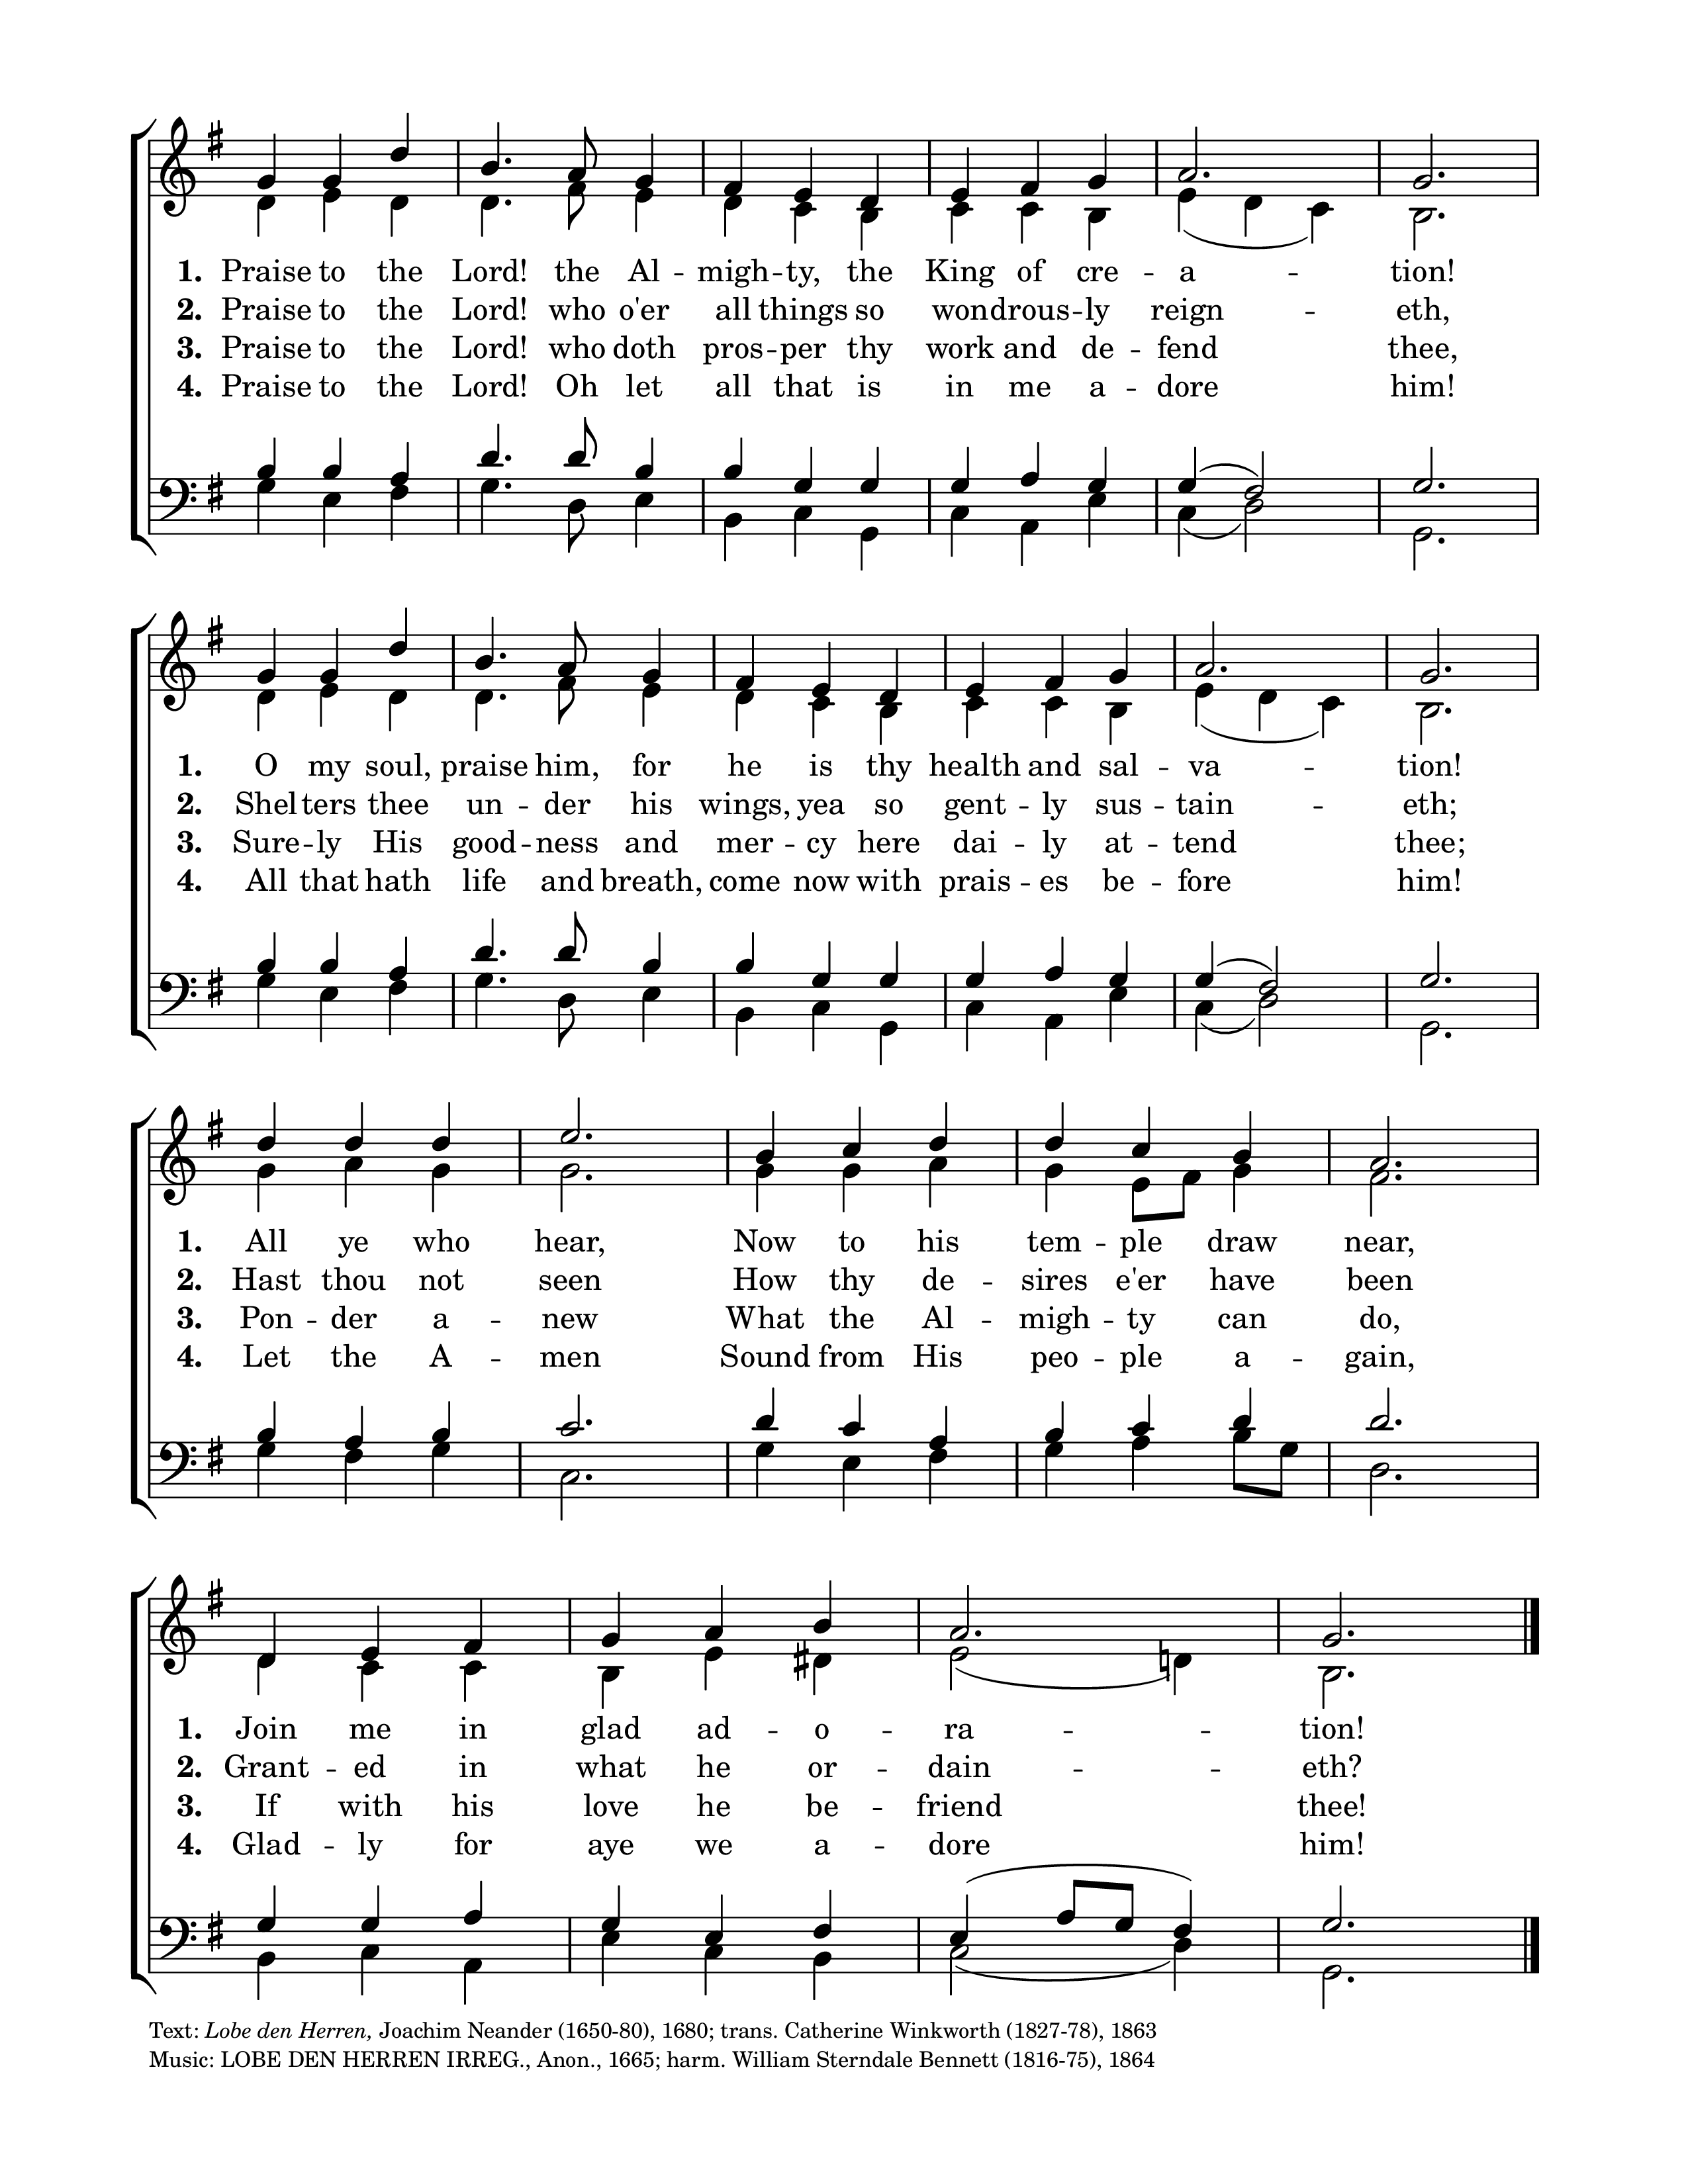 1. Praise to the Lord! the Al -- migh -- ty, the King of cre -- a -- tion!
2. Praise to the Lord! who o'er all things so wondrous -- ly reign -- eth,
3. Praise to the Lord! who doth pros -- per thy work and de -- fend thee,
4. Praise to the Lord! Oh let all that is in me a -- dore him!
1. O my soul, praise him, for he is thy health and sal -- va -- tion!
2. Shelters thee un -- der his wings, yea so gent -- ly sus -- tain -- eth;
3. Sure -- ly His good -- ness and mer -- cy here dai -- ly at -- tend thee;
4. All that hath life and breath, come now with prais -- es be -- fore him!
1. All ye who hear, Now to his tem -- ple draw near,
2. Hast thou not seen How thy de -- sires e'er have been
3. Pon -- der a -- new What the Al -- migh -- ty can do,
4. Let the A -- men Sound from His peo -- ple a -- gain,
1. Join me in glad ad -- o -- ra -- tion!
2. Grant -- ed in what he or -- dain -- eth?
3. If with his love he be -- friend thee!
4. Glad -- ly for aye we a -- dore him!
Text: Lobe den Herren, Joachim Neander (1650-80), 1680; trans. Catherine Winkworth (1827-78), 1863
Music: LOBE DEN HERREN IRREG., Anon., 1665; harm. William Sterndale Bennett (1816-75), 1864